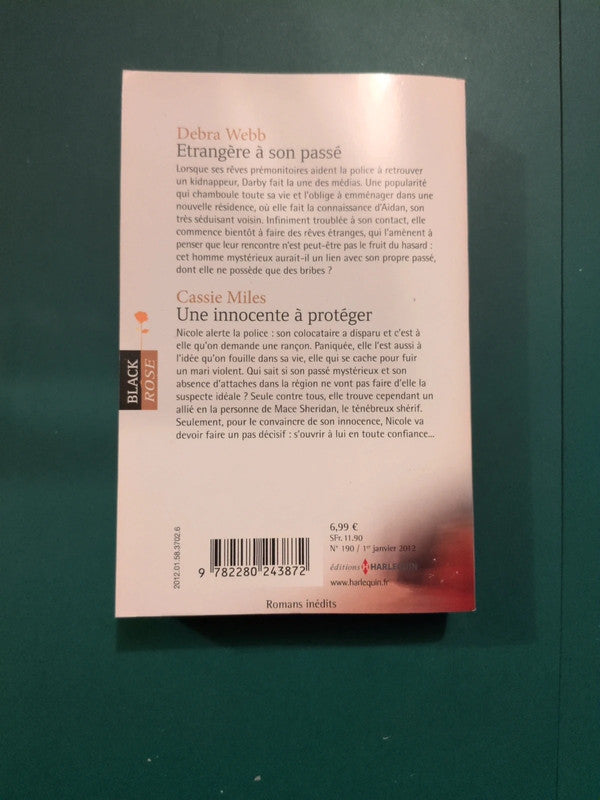 Debra Webb
Etrangère à son passé
Lorsque ses rêves prémonitoires aident la police à retrouver
un kidnappeur, Darby fait la une des médias. Une popularité
qui chamboule toute sa vie et l'oblige à emménager dans une
nouvelle résidence, où elle fait la connaissance d'Aidan, son
très séduisant voisin. Infiniment troublée à son contact, elle
commence bientôt à faire des rêves étranges, qui l'amènent à
penser que leur rencontre n'est peut-être pas le fruit du hasard :
cet homme mystérieux aurait-il un lien avec son propre passé,
dont elle ne possède que des bribes ?
Cassie Miles
Une innocente à protéger
Nicole alerte la police : son colocataire a disparu et c'est à
elle qu'on demande une rançon. Paniquée, elle l'est aussi à
l'idée qu'on fouille dans sa vie, elle qui se cache pour fuir
un mari violent. Qui sait si son passé mystérieux et son
absence d'attaches dans la région ne vont pas faire d'elle la
suspecte idéale ? Seule contre tous, elle trouve cependant un
allié en la personne de Mace Sheridan, le ténébreux shérif.
Seulement, pour le convaincre de son innocence, Nicole va
devoir faire un pas décisif : s'ouvrir à lui en toute confiance...
BLACK
ROSE
2012.01.58.3702.6
9 782280 243872
6,99 €
SFr. 11.90
N° 190 / 1er janvier 2012
éditions HARLEQUIN
www.harlequin.fr
Romans inédits